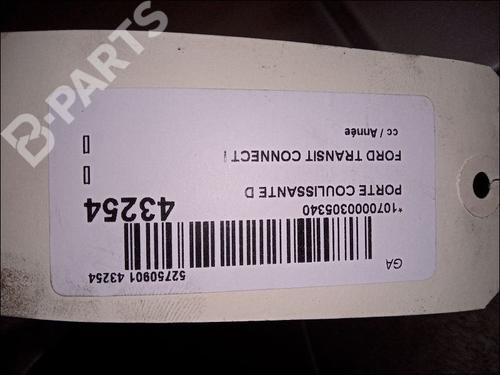 B-PARTS
52750901 43254
GA
*1070000305340
43254
PORTE COULISSANTE D
FORD TRANSIT CONNECT I
cc / Année